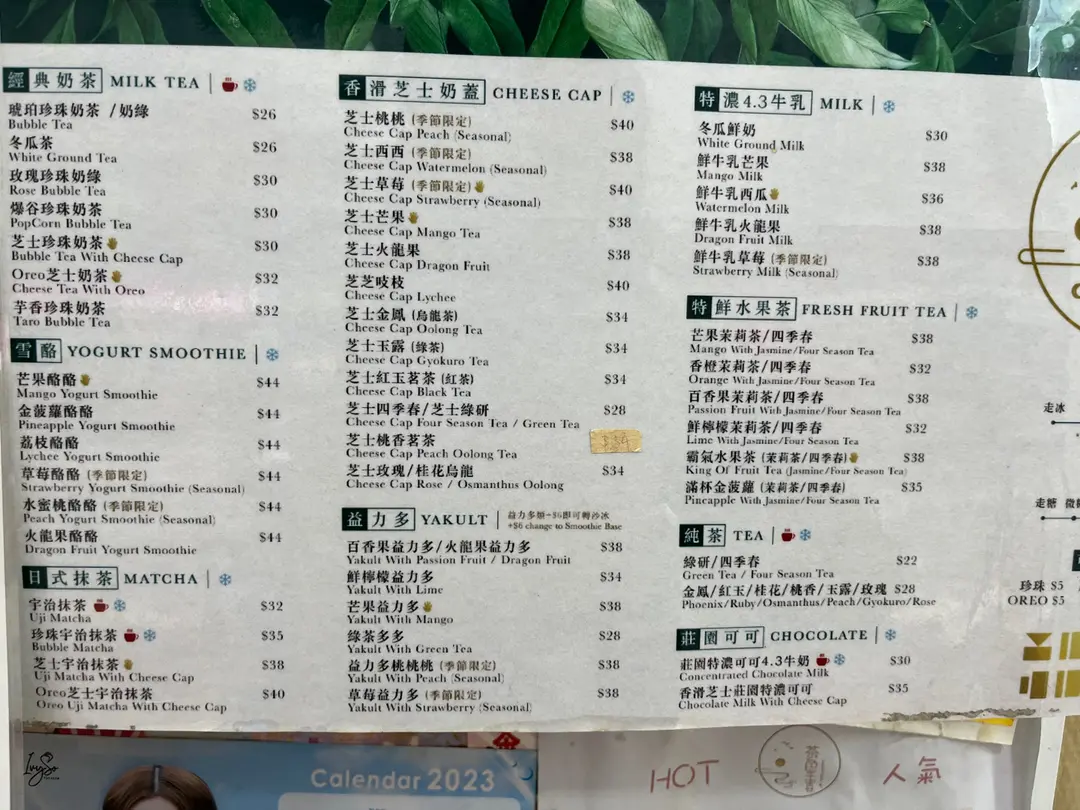 經典奶茶 MILK TEA
琥珀珍珠奶茶 /奶綠 $26
Bubble Tea
冬瓜茶 $26
White Ground Tea
玫瑰珍珠奶綠 $30
Rose Bubble Tea
爆谷珍珠奶茶 $30
PopCorn Bubble Tea
芝士珍珠奶茶 $30
Bubble Tea With Cheese Cap
Oreo芝士奶茶 $32
Cheese Tea With Oreo
芋香珍珠奶茶 $32
Taro Bubble Tea
雪酪 YOGURT SMOOTHIE
芒果酪酪 $44
Mango Yogurt Smoothie
金菠蘿酪酪 $44
Pineapple Yogurt Smoothie
荔枝酪酪 $44
Lychee Yogurt Smoothie
草莓酪酪 (季節限定) $44
Strawberry Yogurt Smoothie (Seasonal)
水蜜桃酪酪 (季節限定) $44
Peach Yogurt Smoothie (Seasonal)
火龍果酪酪 $44
Dragon Fruit Yogurt Smoothie
日式抹茶 MATCHA
宇治抹茶 $32
Uji Matcha
珍珠宇治抹茶 $35
Bubble Matcha
芝士宇治抹茶 $38
Uji Matcha With Cheese Cap
Oreo芝士宇治抹茶 $40
Oreo Uji Matcha With Cheese Cap
香滑芝士奶蓋 CHEESE CAP
芝士桃桃 (季節限定) $40
Cheese Cap Peach (Seasonal)
芝士西西 (季節限定) $38
Cheese Cap Watermelon (Seasonal)
芝士草莓 (季節限定) $40
Cheese Cap Strawberry (Seasonal)
芝士芒果 $38
Cheese Cap Mango Tea
芝士火龍果 $38
Cheese Cap Dragon Fruit
芝芝吱枝 $40
Cheese Cap Lychee
芝士金鳳 (烏龍茶) $34
Cheese Cap Oolong Tea
芝士玉露 (綠茶) $34
Cheese Cap Gyokuro Tea
芝士紅玉茗茶 (紅茶) $34
Cheese Cap Black Tea
芝士四季春/芝士綠研 $28
Cheese Cap Four Season Tea / Green Tea
芝士桃香茗茶
Cheese Cap Peach Oolong Tea
芝士玫瑰/桂花烏龍 $34
Cheese Cap Rose / Osmanthus Oolong
益力多 YAKULT
益力多類+$6即可轉沙冰
+$6 change to Smoothie Base
百香果益力多/火龍果益力多 $38
Yakult With Passion Fruit / Dragon Fruit
鮮檸檬益力多 $34
Yakult With Lime
芒果益力多 $38
Yakult With Mango
綠茶多多 $28
Yakult With Green Tea
益力多桃桃桃 (季節限定) $38
Yakult With Peach (Seasonal)
草莓益力多 (季節限定) $38
Yakult With Strawberry (Seasonal)
特濃4.3牛乳 MILK
冬瓜鮮奶 $30
White Ground Milk
鮮牛乳芒果 $38
Mango Milk
鮮牛乳西瓜 $36
Watermelon Milk
鮮牛乳火龍果 $38
Dragon Fruit Milk
鮮牛乳草莓 (季節限定) $38
Strawberry Milk (Seasonal)
特鮮水果茶 FRESH FRUIT TEA
芒果茉莉茶/四季春 $38
Mango With Jasmine/Four Season Tea
香橙茉莉茶/四季春 $32
Orange With Jasmine/Four Season Tea
百香果茉莉茶/四季春 $38
Passion Fruit With Jasmine/Four Season Tea
鮮檸檬茉莉茶/四季春 $32
Lime With Jasmine/Four Season Tea
霸氣水果茶 (茉莉茶/四季春) $38
King Of Fruit Tea (Jasmine/Four Season Tea)
滿杯金菠蘿 (茉莉茶/四季春) $35
Pineapple With Jasmine/Four Season Tea
純茶 TEA
綠研/四季春 $22
Green Tea / Four Season Tea
金鳳/紅玉/桂花/桃香/玉露/玫瑰 $28
Phoenix/Ruby/Osmanthus/Peach/Gyokuro/Rose
莊園可可 CHOCOLATE
莊園特濃可可4.3牛奶 $30
Concentrated Chocolate Milk
香滑芝士莊園特濃可可 $35
Chocolate Milk With Cheese Cap
走冰
走糖
珍珠 $5
OREO $5
Calendar 2023
HOT
人氣